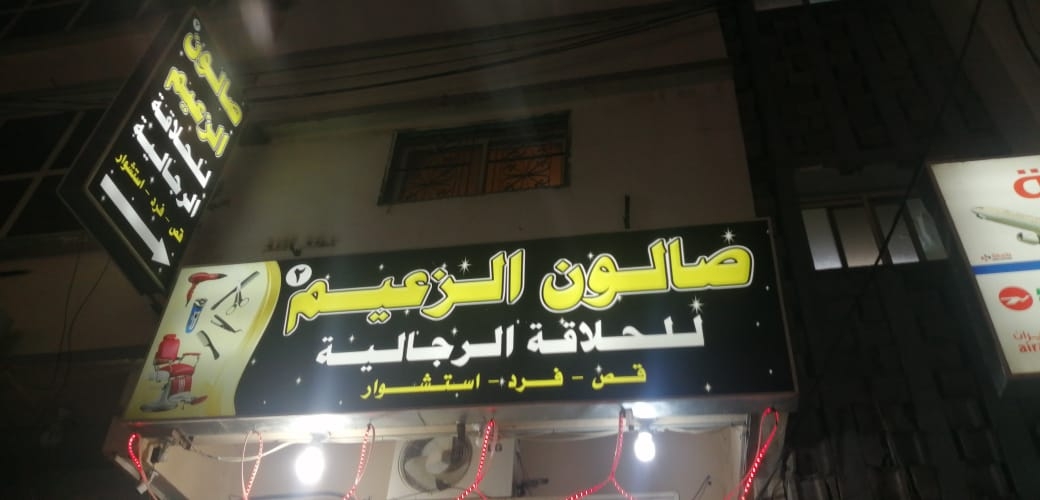 صالون
الزعيم
للحلاقة
الرجالية
قص - فرد - استشوار
صالون الزعيم ٢
للحلاقة الرجالية
قص - فرد - استشوار